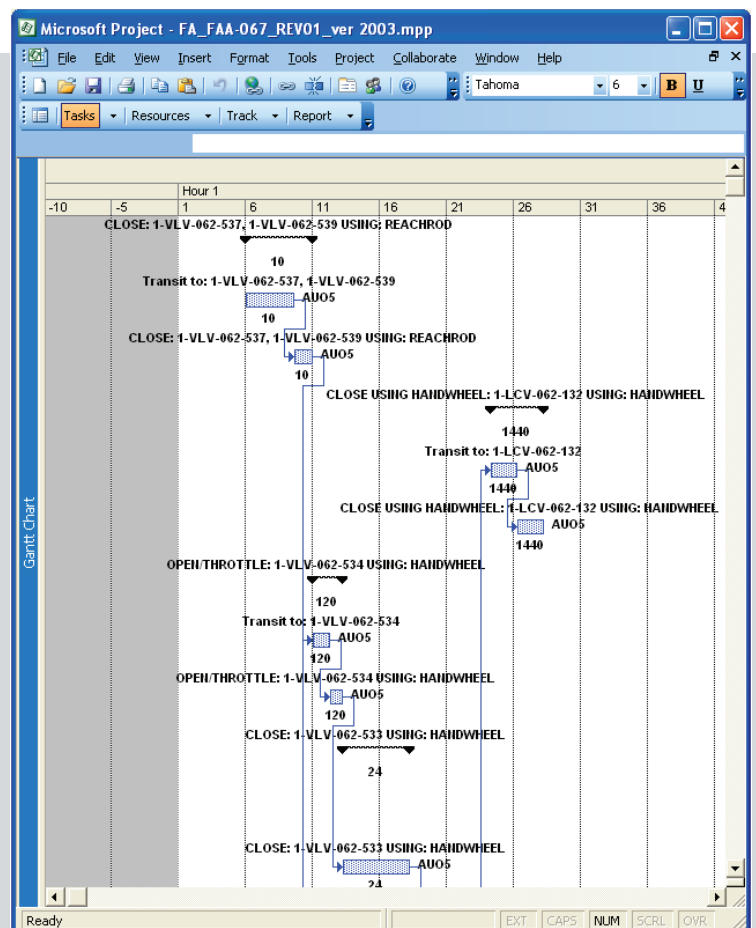 Microsoft Project - FA_FAA-067_REV01_ver 2003.mpp
File Edit View Insert Format Tools Project Collaborate Window Help
Tahoma 6 B U
Tasks Resources Track Report
Hour 1
-10 -5 1 6 11 16 21 26 31 36 4
CLOSE: 1-VLV-062-537, 1-VLV-062-539 USING: REACHROD
10
Transit to: 1-VLV-062-537, 1-VLV-062-539
AUO5
10
CLOSE: 1-VLV-062-537, 1-VLV-062-539 USING: REACHROD
AUO5
10
CLOSE USING HANDWHEEL: 1-LCV-062-132 USING: HANDWHEEL
1440
Transit to: 1-LCV-062-132
AUO5
1440
CLOSE USING HANDWHEEL: 1-LCV-062-132 USING: HANDWHEEL
AUO5
1440
Gantt Chart
OPEN/THROTTLE: 1-VLV-062-534 USING: HANDWHEEL
120
Transit to: 1-VLV-062-534
AUO5
120
OPEN/THROTTLE: 1-VLV-062-534 USING: HANDWHEEL
AUO5
120
CLOSE: 1-VLV-062-533 USING: HANDWHEEL
24
CLOSE: 1-VLV-062-533 USING: HANDWHEEL
AUO5
24
Ready EXT CAPS NUM SCRL OVR